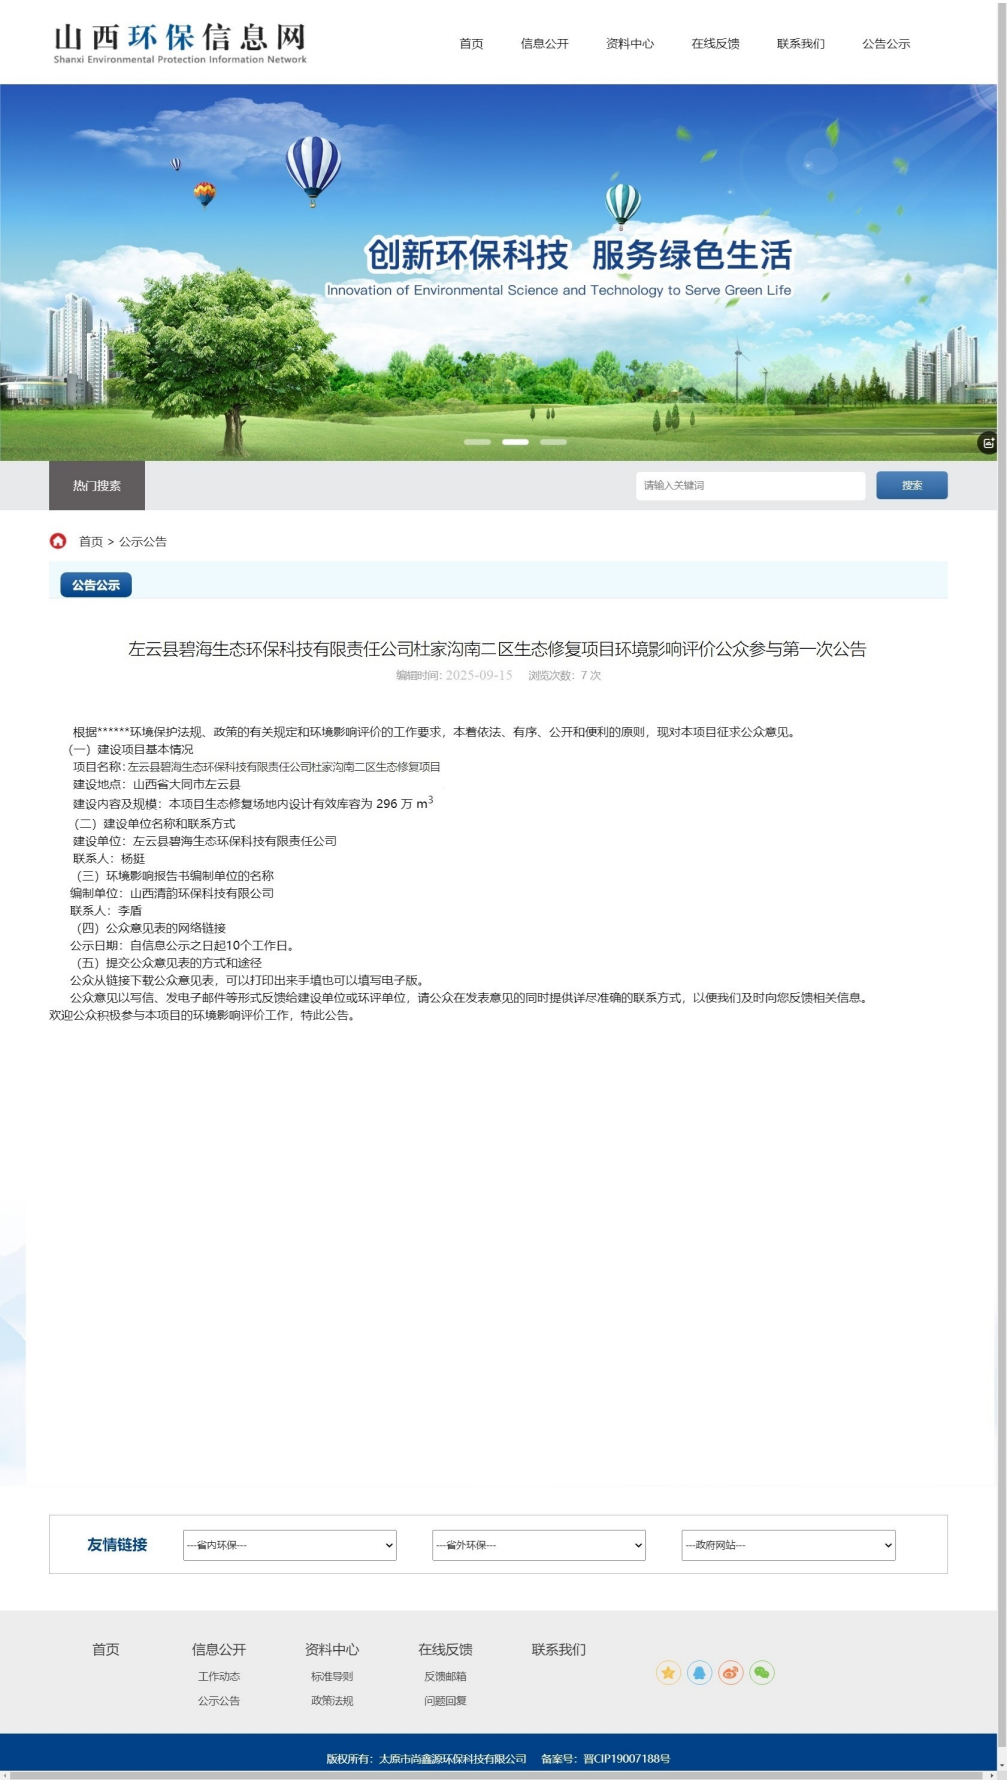 山西环保信息网
Shanxi Environmental Protection Information Network
首页 信息公开 资料中心 在线反馈 联系我们 公告公示
创新环保科技 服务绿色生活
Innovation of Environmental Science and Technology to Serve Green Life
热门搜素 请输入关键词 搜索
首页 > 公示公告
公告公示
左云县碧海生态环保科技有限责任公司杜家沟南二区生态修复项目环境影响评价公众参与第一次公告
编辑时间：2025-09-15 浏览次数：7 次
根据******环境保护法规、政策的有关规定和环境影响评价的工作要求，本着依法、有序、公开和便利的原则，现对本项目征求公众意见。
（一）建设项目基本情况
项目名称：左云县碧海生态环保科技有限责任公司杜家沟南二区生态修复项目
建设地点：山西省大同市左云县
建设内容及规模：本项目生态修复场地内设计有效库容为 296 万 m³
（二）建设单位名称和联系方式
建设单位：左云县碧海生态环保科技有限责任公司
联系人：杨挺
（三）环境影响报告书编制单位的名称
编制单位：山西清韵环保科技有限公司
联系人：李盾
（四）公众意见表的网络链接
公示日期：自信息公示之日起10个工作日。
（五）提交公众意见表的方式和途径
公众从链接下载公众意见表，可以打印出来手填也可以填写电子版。
公众意见以写信、发电子邮件等形式反馈给建设单位或环评单位，请公众在发表意见的同时提供详尽准确的联系方式，以便我们及时向您反馈相关信息。
欢迎公众积极参与本项目的环境影响评价工作，特此公告。
友情链接 ---省内环保--- ---省外环保--- ---政府网站---
首页 信息公开 资料中心 在线反馈 联系我们
工作动态 标准导则 反馈邮箱
公示公告 政策法规 问题回复
版权所有：太原市尚鑫源环保科技有限公司 备案号：晋CIP19007188号